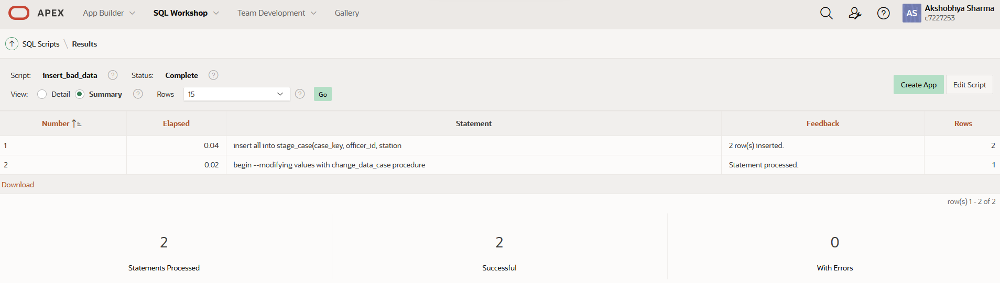 APEX App Builder SQL Workshop Team Development Gallery AS Akshobhya Sharma
c7227253
SQL Scripts \ Results
Script: insert_bad_data ? Status: Complete ?
Create App Edit Script
View: Detail Summary ? Rows 15 ? Go
Number Elapsed Statement Feedback Rows
1 0.04 insert all into stage_case(case_key, officer_id, station 2 row(s) inserted. 2
2 0.02 begin --modifying values with change_data_case procedure Statement processed. 1
Download
row(s) 1 - 2 of 2
2 2 0
Statements Processed Successful With Errors